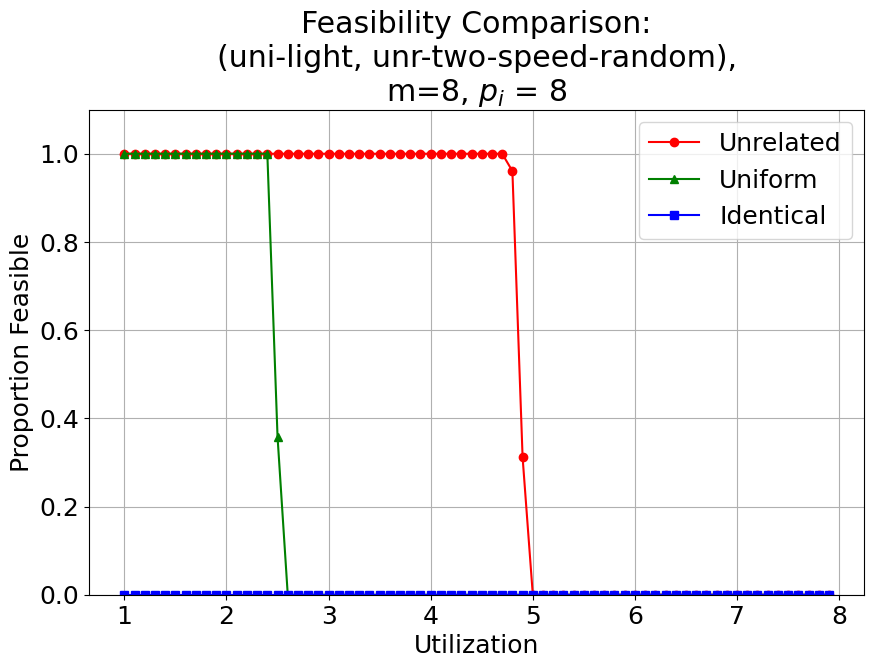 Feasibility Comparison:
(uni-light, unr-two-speed-random),
m=8, pᵢ = 8
Unrelated
Uniform
Identical
Proportion Feasible
1.0
0.8
0.6
0.4
0.2
0.0
1 2 3 4 5 6 7 8
Utilization